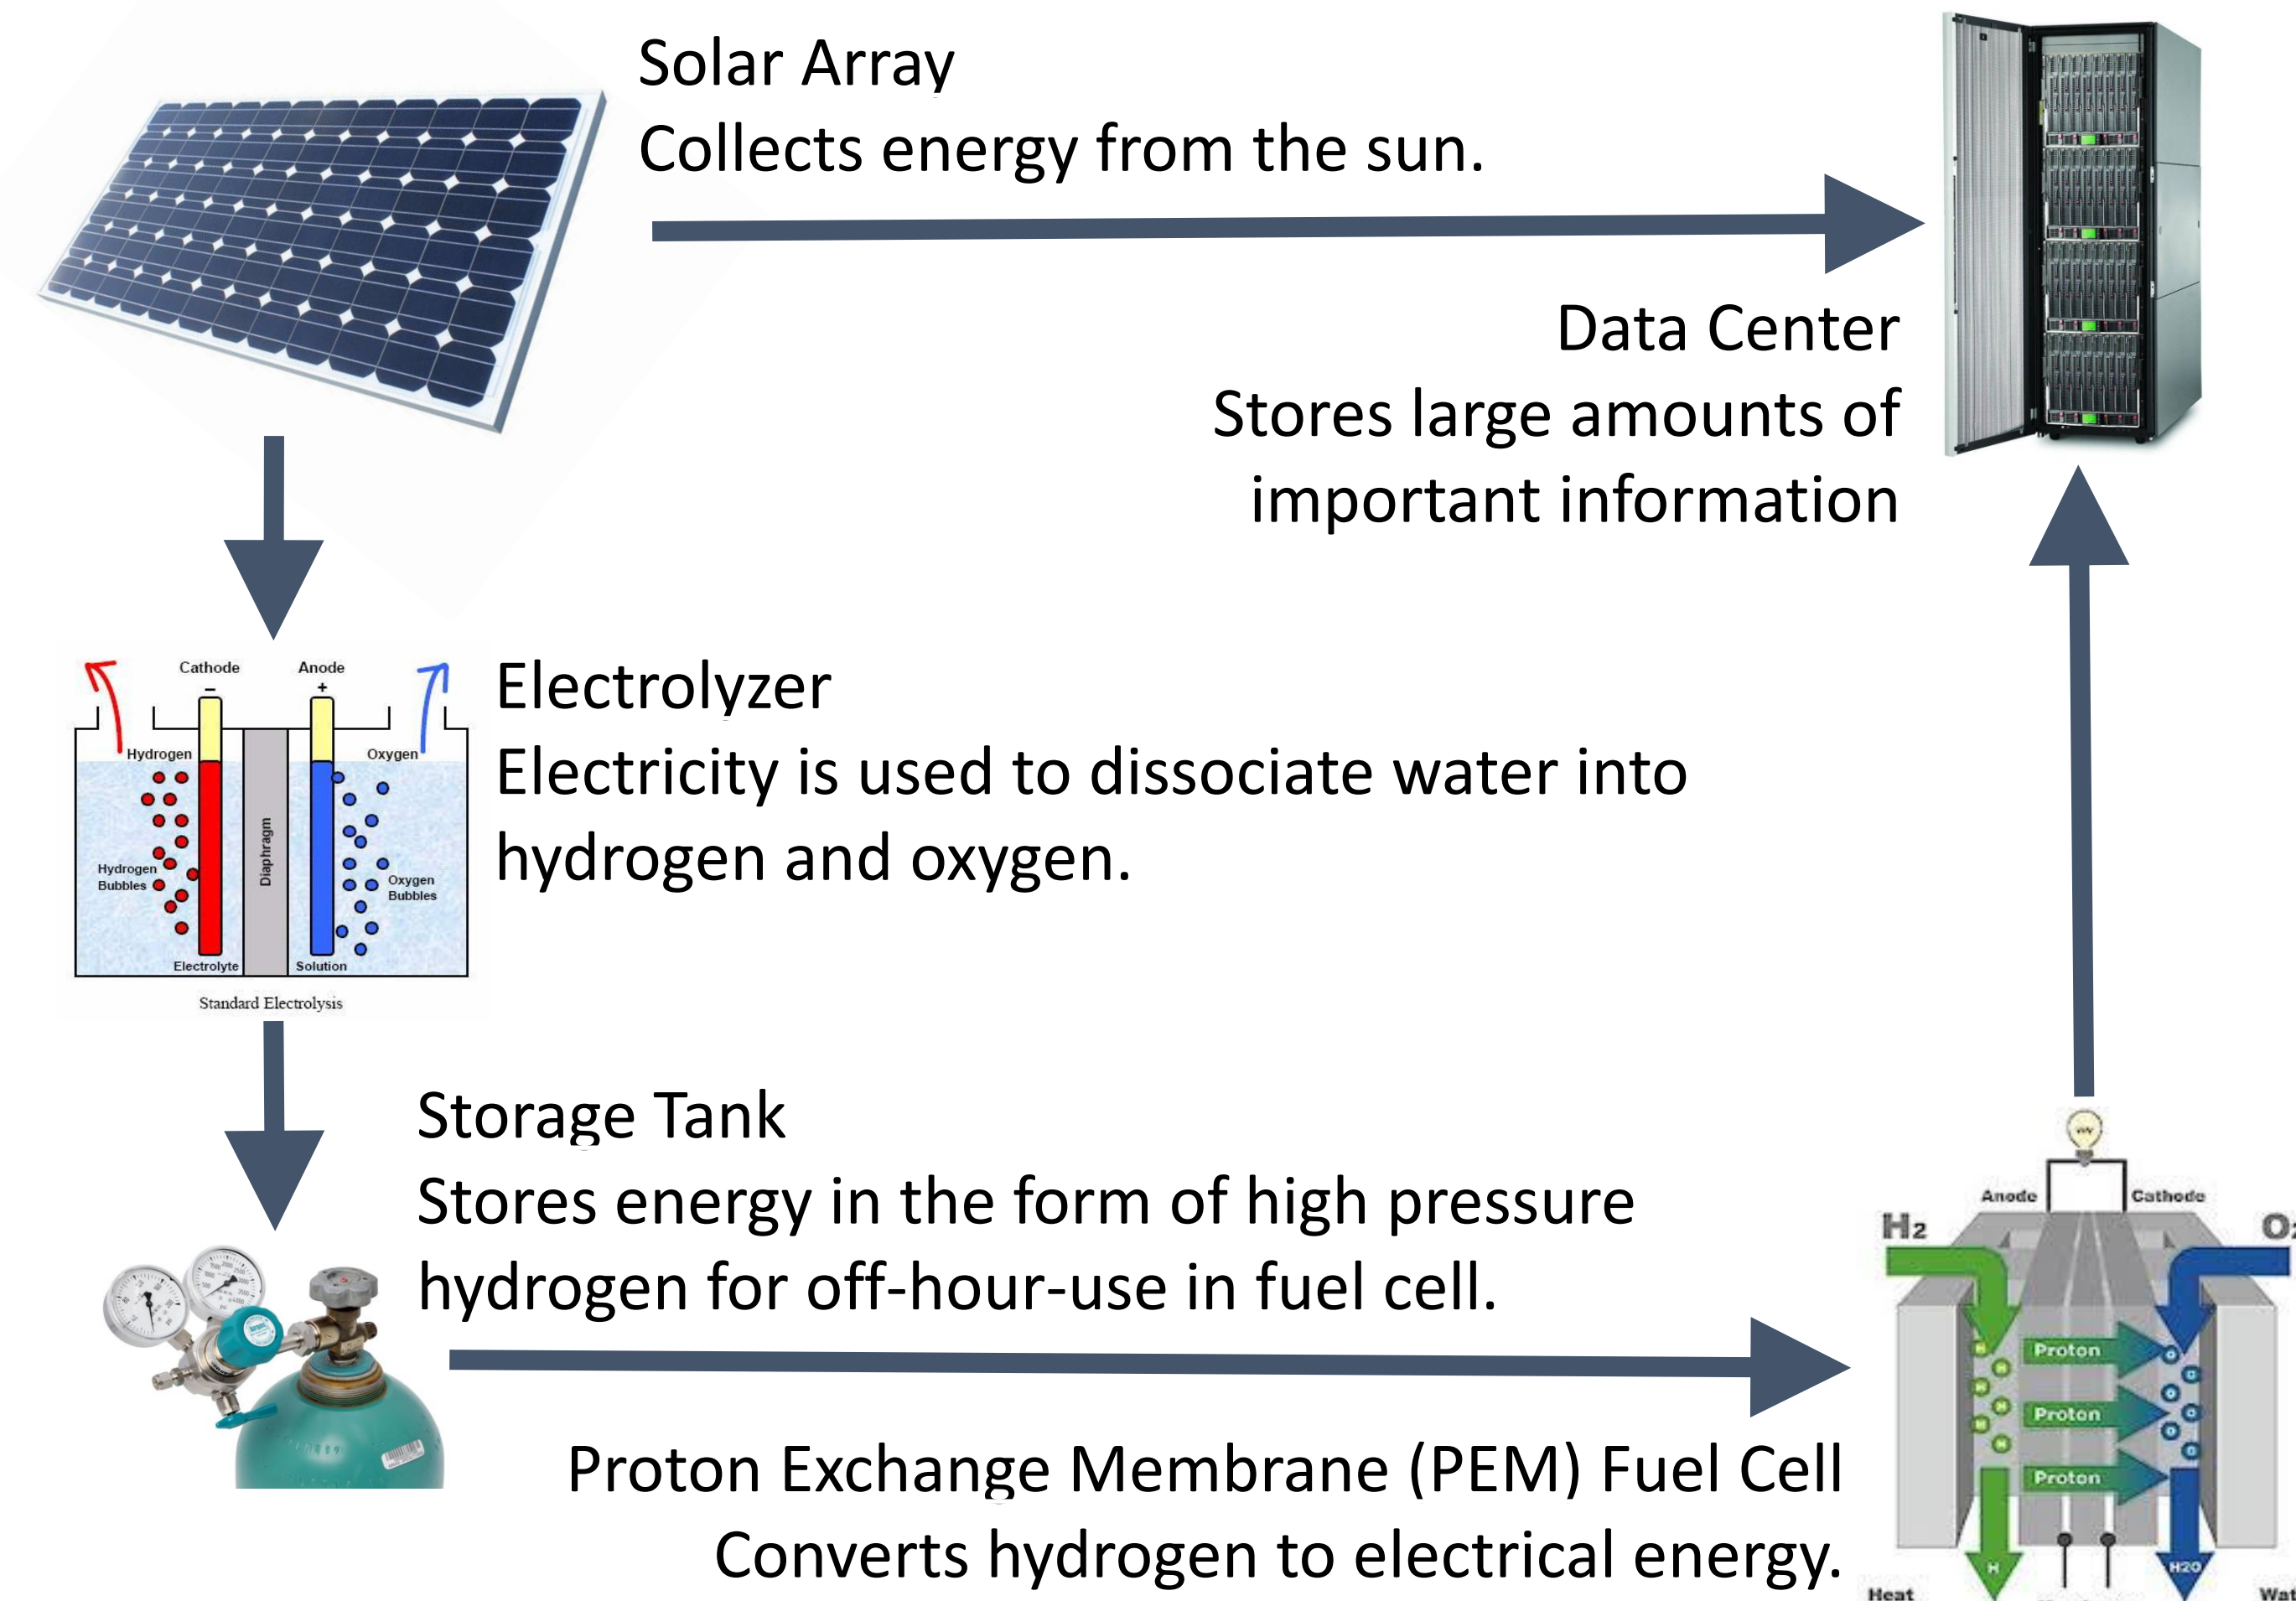 Solar Array
Collects energy from the sun.
Data Center
Stores large amounts of
important information
Cathode
Anode
−
+
Hydrogen
Oxygen
Hydrogen
Bubbles
Diaphragm
Oxygen
Bubbles
Electrolyte
Solution
Standard Electrolysis
Electrolyzer
Electricity is used to dissociate water into
hydrogen and oxygen.
Storage Tank
Stores energy in the form of high pressure
hydrogen for off-hour-use in fuel cell.
Proton Exchange Membrane (PEM) Fuel Cell
Converts hydrogen to electrical energy.
Anode
Cathode
H2
Proton
Proton
Proton
H
H2O
Heat